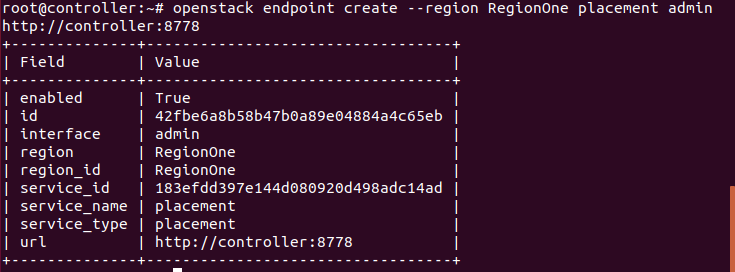 root@controller:~# openstack endpoint create --region RegionOne placement admin
http://controller:8778
+--------------+----------------------------------+
| Field        | Value                            |
+--------------+----------------------------------+
| enabled      | True                             |
| id           | 42fbe6a8b58b47b0a89e04884a4c65eb |
| interface    | admin                            |
| region       | RegionOne                        |
| region_id    | RegionOne                        |
| service_id   | 183efdd397e144d080920d498adc14ad |
| service_name | placement                        |
| service_type | placement                        |
| url          | http://controller:8778           |
+--------------+----------------------------------+